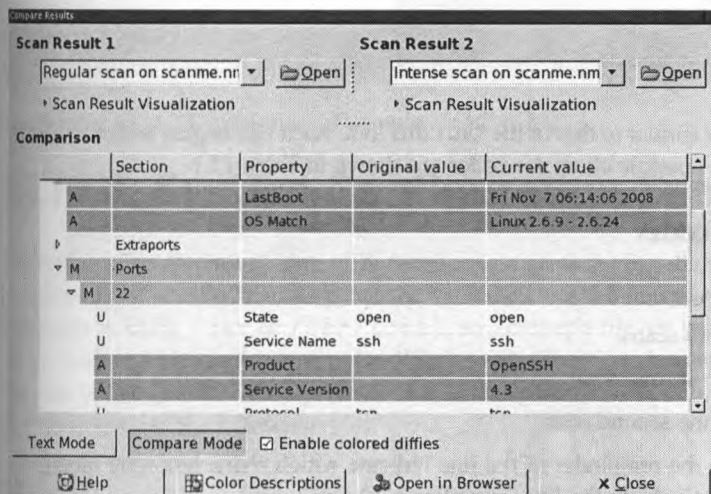 Compare Results
Scan Result 1
Scan Result 2
Regular scan on scanme.nr
Open
Intense scan on scanme.nm
Open
Scan Result Visualization
Scan Result Visualization
Comparison
Section Property Original value Current value
A LastBoot Fri Nov 7 06:14:06 2008
A OS Match Linux 2.6.9 - 2.6.24
Extraports
M Ports
M 22
U State open open
U Service Name ssh ssh
A Product OpenSSH
A Service Version 4.3
U Protocol tcp tcp
Text Mode Compare Mode Enable colored diffies
Help Color Descriptions Open in Browser Close